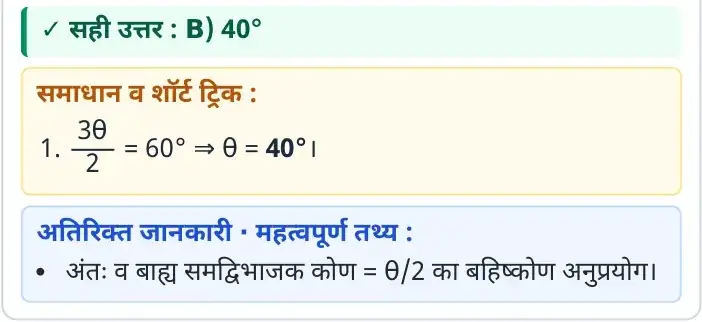 ✓ सही उत्तर : B) 40°
समाधान व शॉर्ट ट्रिक :
1. 3θ/2 = 60° ⇒ θ = 40°।
अतिरिक्त जानकारी · महत्वपूर्ण तथ्य :
• अंतः व बाह्य समद्विभाजक कोण = θ/2 का बहिष्कोण अनुप्रयोग।